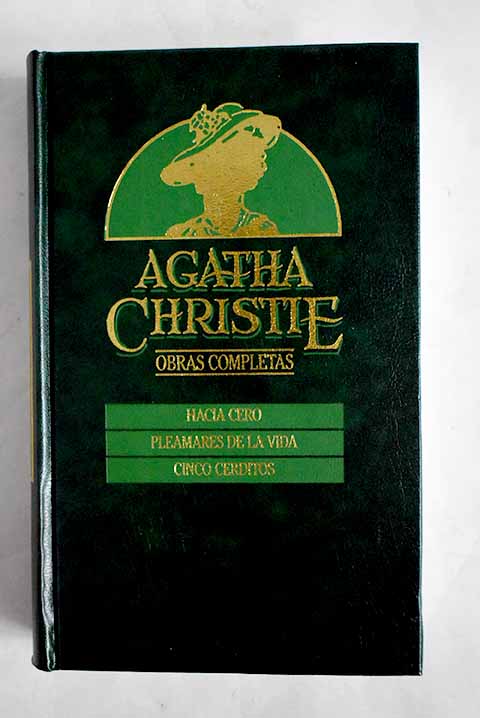 AGATHA
CHRISTIE
OBRAS COMPLETAS
HACIA CERO
PLEAMARES DE LA VIDA
CINCO CERDITOS